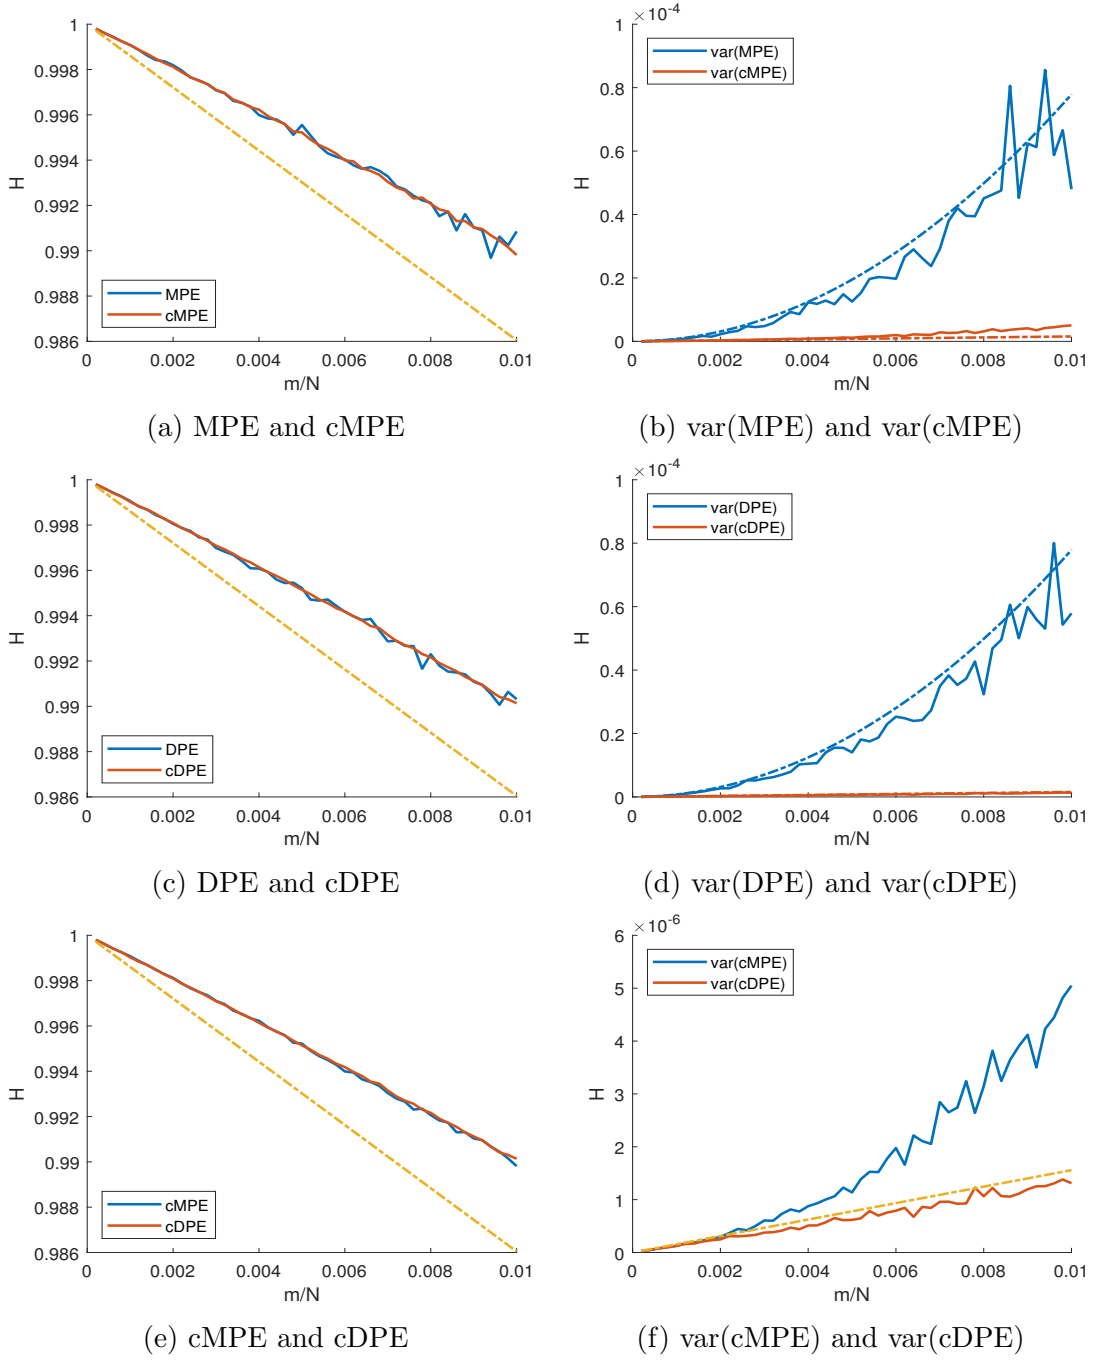 1
0.998
0.996
0.994
0.992
0.99
0.988
0.986
H
MPE
cMPE
0
0.002
0.004
0.006
0.008
0.01
m/N
(a) MPE and cMPE
×10-4
1
0.8
0.6
0.4
0.2
0
H
var(MPE)
var(cMPE)
0
0.002
0.004
0.006
0.008
0.01
m/N
(b) var(MPE) and var(cMPE)
1
0.998
0.996
0.994
0.992
0.99
0.988
0.986
H
DPE
cDPE
0
0.002
0.004
0.006
0.008
0.01
m/N
(c) DPE and cDPE
×10-4
1
0.8
0.6
0.4
0.2
0
H
var(DPE)
var(cDPE)
0
0.002
0.004
0.006
0.008
0.01
m/N
(d) var(DPE) and var(cDPE)
1
0.998
0.996
0.994
0.992
0.99
0.988
0.986
H
cMPE
cDPE
0
0.002
0.004
0.006
0.008
0.01
m/N
(e) cMPE and cDPE
×10-6
6
5
4
3
2
1
0
H
var(cMPE)
var(cDPE)
0
0.002
0.004
0.006
0.008
0.01
m/N
(f) var(cMPE) and var(cDPE)